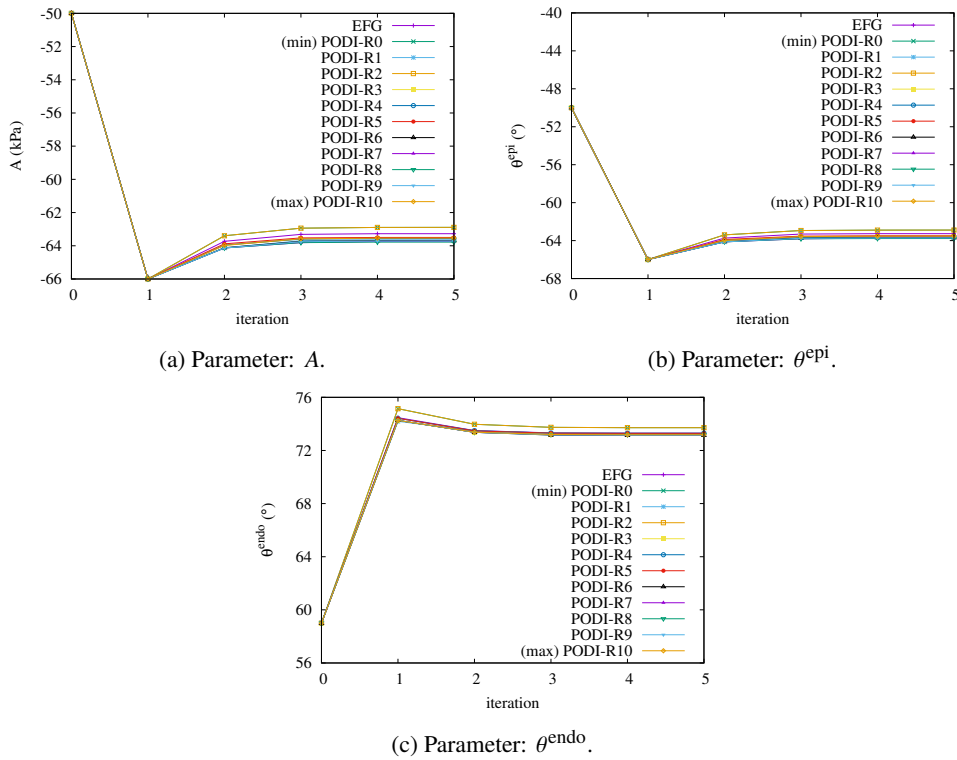 -50
-52
-54
-56
-58
-60
-62
-64
-66
A (kPa)
0 1 2 3 4 5
iteration
EFG
(min) PODI-R0
PODI-R1
PODI-R2
PODI-R3
PODI-R4
PODI-R5
PODI-R6
PODI-R7
PODI-R8
PODI-R9
(max) PODI-R10
(a) Parameter: A.
-40
-44
-48
-52
-56
-60
-64
-68
θepi (°)
0 1 2 3 4 5
iteration
EFG
(min) PODI-R0
PODI-R1
PODI-R2
PODI-R3
PODI-R4
PODI-R5
PODI-R6
PODI-R7
PODI-R8
PODI-R9
(max) PODI-R10
(b) Parameter: θepi.
76
72
68
64
60
56
θendo (°)
0 1 2 3 4 5
iteration
EFG
(min) PODI-R0
PODI-R1
PODI-R2
PODI-R3
PODI-R4
PODI-R5
PODI-R6
PODI-R7
PODI-R8
PODI-R9
(max) PODI-R10
(c) Parameter: θendo.